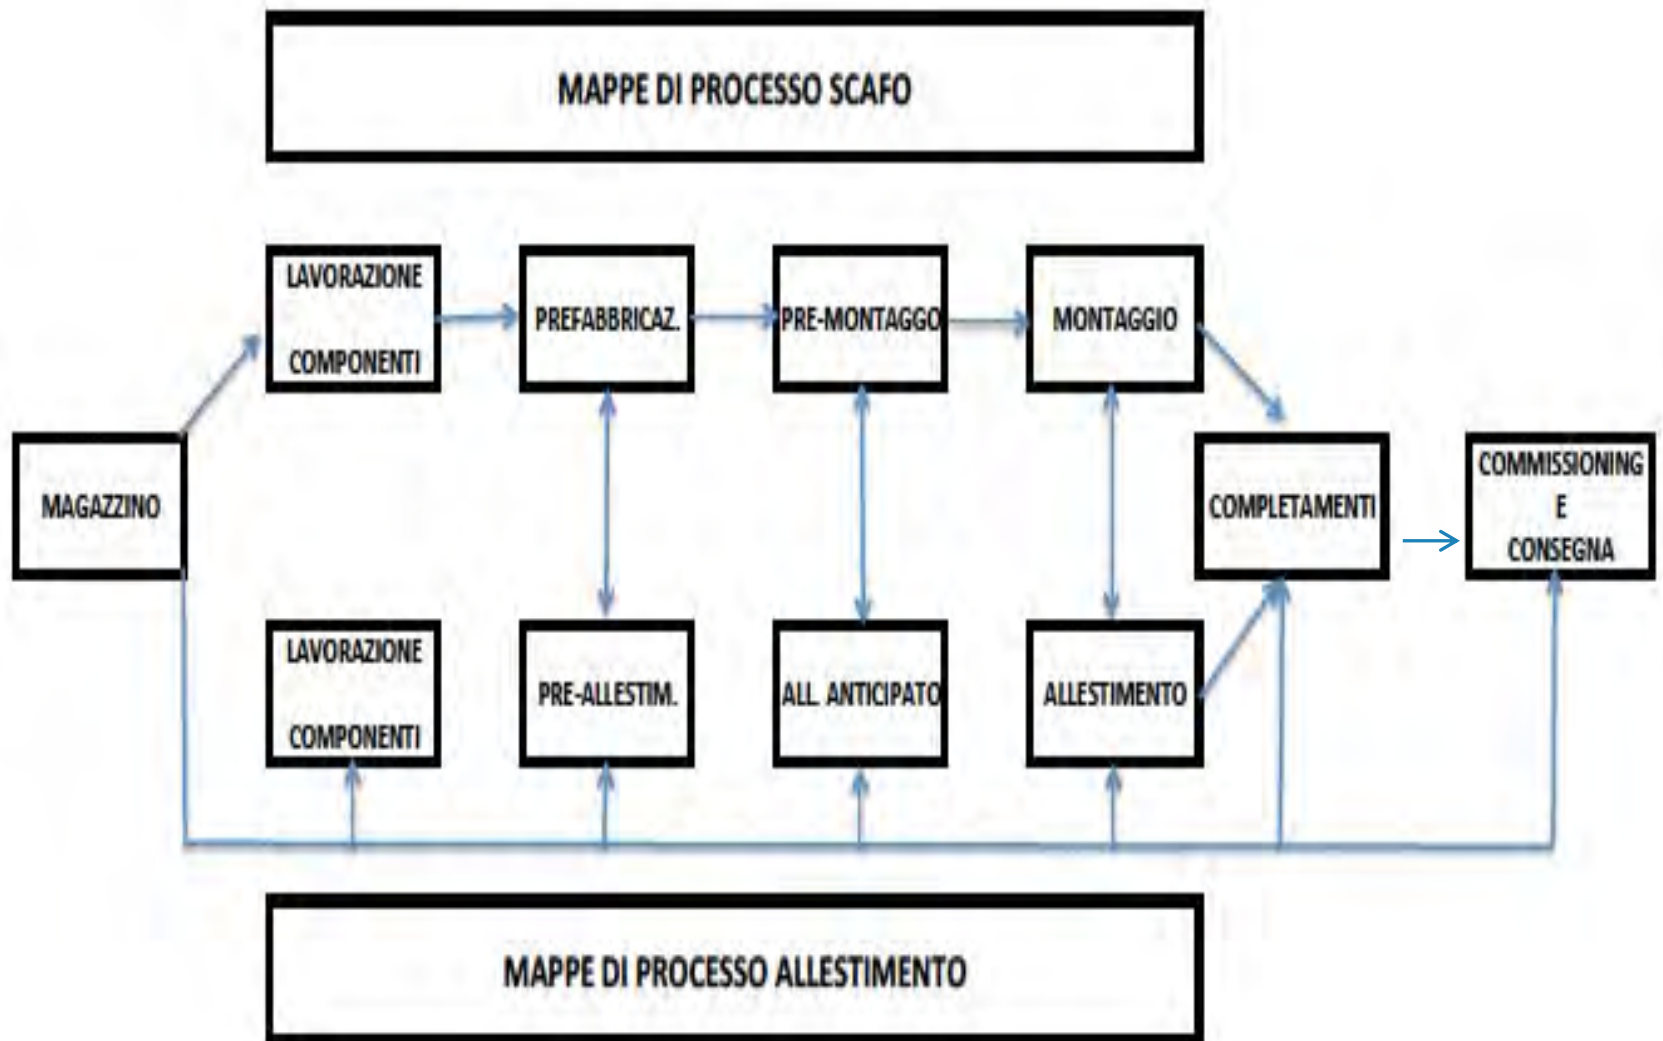 MAPPE DI PROCESSO SCAFO
LAVORAZIONE
COMPONENTI
PREFABBRICAZ.
PRE-MONTAGGO
MONTAGGIO
MAGAZZINO
COMPLETAMENTI
COMMISSIONING
E
CONSEGNA
LAVORAZIONE
COMPONENTI
PRE-ALLESTIM.
ALL. ANTICIPATO
ALLESTIMENTO
MAPPE DI PROCESSO ALLESTIMENTO